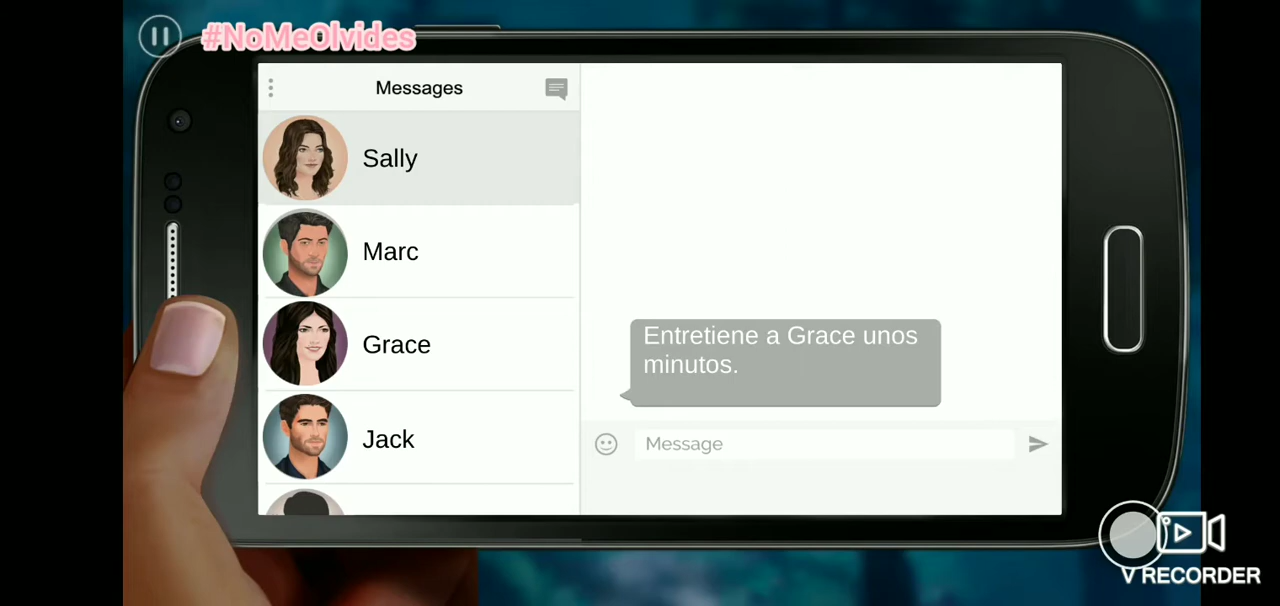 #NoMeOlvides
Messages
Sally
Marc
Grace
Jack
Entretiene a Grace unos
minutos.
Message
V RECORDER